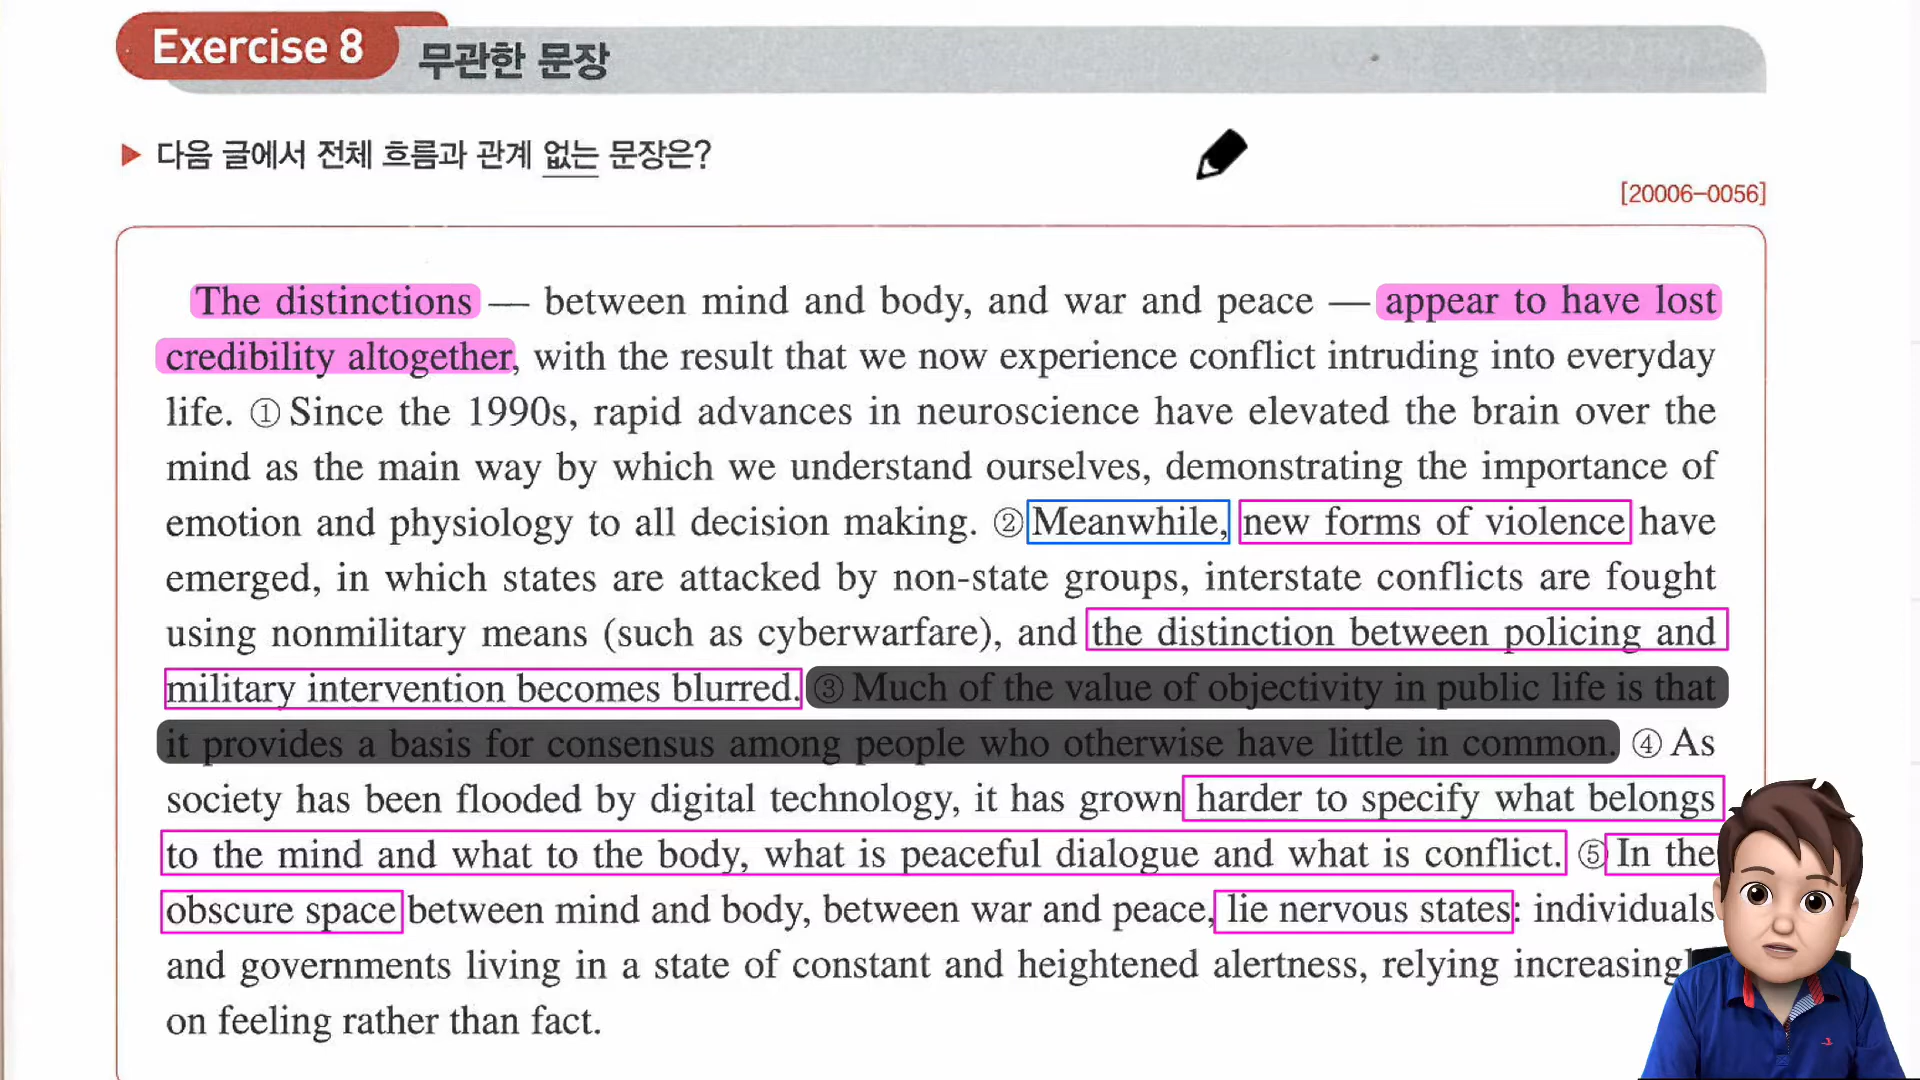 Exercise 8 무관한 문장
▶ 다음 글에서 전체 흐름과 관계 없는 문장은?
[20006-0056]
The distinctions — between mind and body, and war and peace — appear to have lost
credibility altogether, with the result that we now experience conflict intruding into everyday
life. ① Since the 1990s, rapid advances in neuroscience have elevated the brain over the
mind as the main way by which we understand ourselves, demonstrating the importance of
emotion and physiology to all decision making. ② Meanwhile, new forms of violence have
emerged, in which states are attacked by non-state groups, interstate conflicts are fought
using nonmilitary means (such as cyberwarfare), and the distinction between policing and
military intervention becomes blurred. ③ Much of the value of objectivity in public life is that
it provides a basis for consensus among people who otherwise have little in common. ④ As
society has been flooded by digital technology, it has grown harder to specify what belongs
to the mind and what to the body, what is peaceful dialogue and what is conflict. ⑤ In the
obscure space between mind and body, between war and peace, lie nervous states: individuals
and governments living in a state of constant and heightened alertness, relying
on feeling rather than fact.